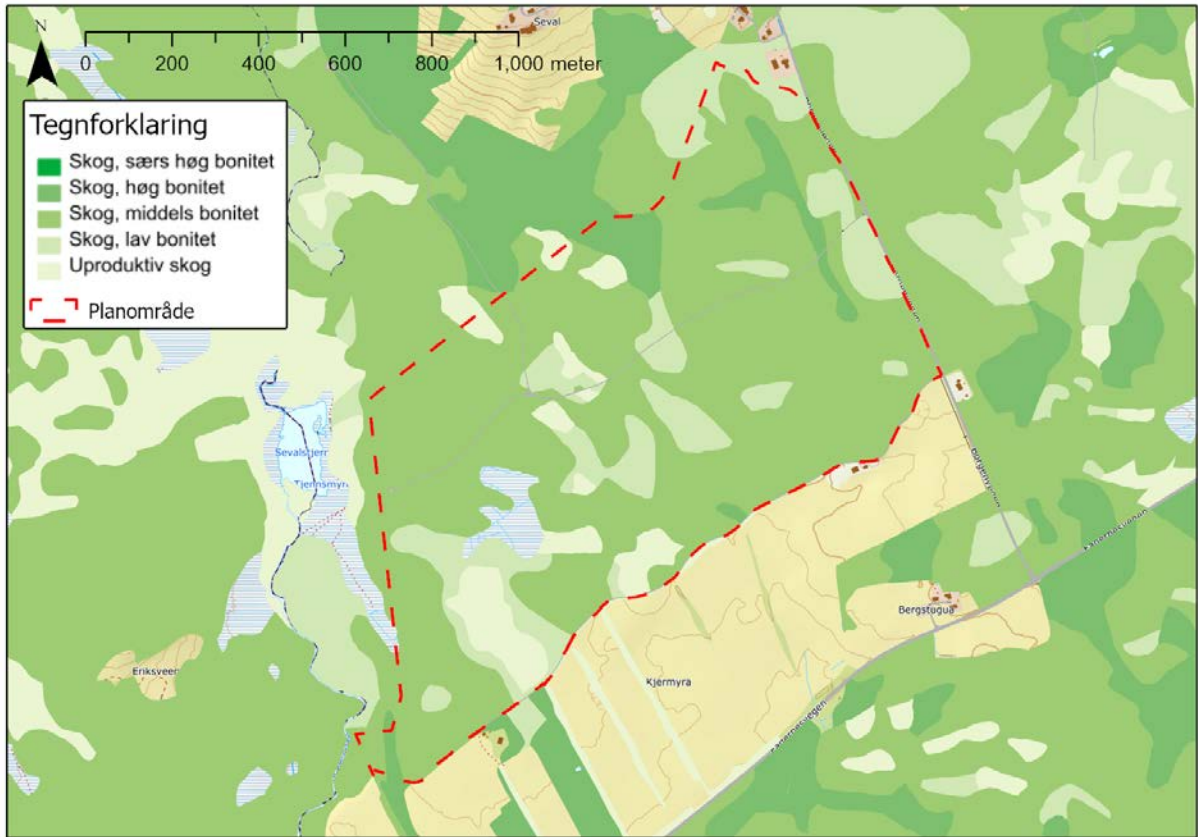 Seval
N
0 200 400 600 800 1,000 meter
Tegnforklaring
Skog, særs høg bonitet
Skog, høg bonitet
Skog, middels bonitet
Skog, lav bonitet
Uproduktiv skog
Planområde
Sevalstjern
Tjernsmyra
Eriksveen
Borgemyrvn
Kjermyra
Bergstugua